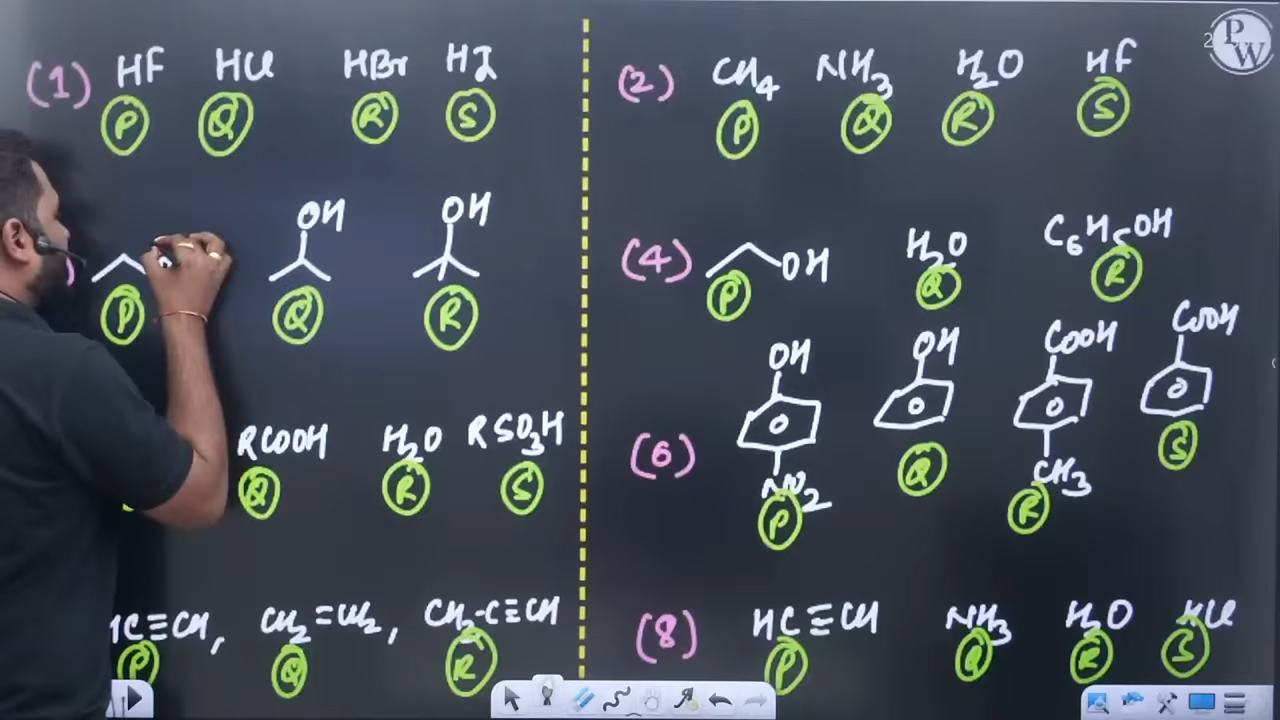 PW
2
(1) HF HCl HBr HI
P Q R S
(2) CH4 NH3 H2O HF
P Q R S
OH OH
P Q R
(4) OH H2O C6H5OH
P Q R
RCOOH H2O RSO3H
Q R S
(6) OH OH COOH COOH
NO2 CH3
P Q R S
HC≡CH, CH2=CH2, CH3-C≡CH
P Q R
(8) HC≡CH NH3 H2O HCl
P Q R S